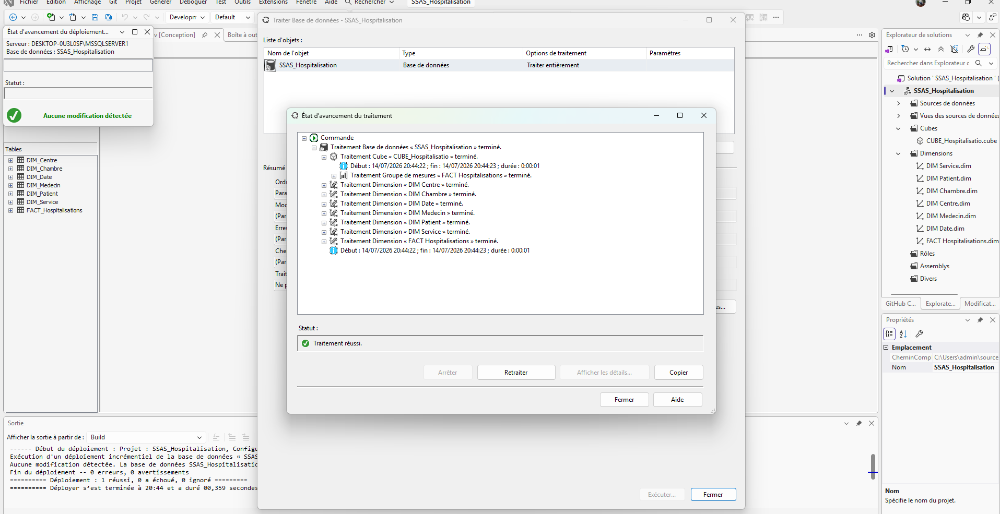 Fichier Edition Affichage Git Projet Générer Déboguer Test Outils Extensions Fenêtre Aide Rechercher SSAS_Hospitalisation
Developm Default
État d'avancement du déploiement...
Serveur : DESKTOP-0U3L0SF\MSSQLSERVER1
Base de données : SSAS_Hospitalisation
Statut :
Aucune modification détectée
v [Conception]
Boîte à out
Tables
DIM_Centre
DIM_Chambre
DIM_Date
DIM_Medecin
DIM_Patient
DIM_Service
FACT_Hospitalisations
Traiter Base de données - SSAS_Hospitalisation
Liste d'objets :
Nom de l'objet Type Options de traitement Paramètres
SSAS_Hospitalisation Base de données Traiter entièrement
Résumé
Ordr
Para
Moc
(Par
Erreu
(Par
Che
(Par
Trait
Ne p
es...
État d'avancement du traitement
Commande
Traitement Base de données « SSAS_Hospitalisation » terminé.
Traitement Cube « CUBE_Hospitalisatio » terminé.
Début : 14/07/2026 20:44:22 ; fin : 14/07/2026 20:44:23 ; durée : 0:00:01
Traitement Groupe de mesures « FACT Hospitalisations » terminé.
Traitement Dimension « DIM Centre » terminé.
Traitement Dimension « DIM Chambre » terminé.
Traitement Dimension « DIM Date » terminé.
Traitement Dimension « DIM Medecin » terminé.
Traitement Dimension « DIM Patient » terminé.
Traitement Dimension « DIM Service » terminé.
Traitement Dimension « FACT Hospitalisations » terminé.
Début : 14/07/2026 20:44:22 ; fin : 14/07/2026 20:44:23 ; durée : 0:00:01
Statut :
Traitement réussi.
Arrêter Retraiter Afficher les détails... Copier
Fermer Aide
Exécuter... Fermer
Sortie
Afficher la sortie à partir de : Build
------ Début du déploiement : Projet : SSAS_Hospitalisation, Configu
Exécution d'un déploiement incrémentiel de la base de données « SSAS
Aucune modification détectée. La base de données SSAS_Hospitalisatio
Fin du déploiement -- 0 erreurs, 0 avertissements
========== Déploiement : 1 réussi, 0 a échoué, 0 ignoré =========
========== Déployer s’est terminée à 20:44 et a duré 00,359 secondes
Explorateur de solutions
Rechercher dans Explorateur c
Solution ' SSAS_Hospitalisation ' (
SSAS_Hospitalisation
Sources de données
Vues des sources de données
Cubes
CUBE_Hospitalisatio.cube
Dimensions
DIM Service.dim
DIM Patient.dim
DIM Chambre.dim
DIM Centre.dim
DIM Medecin.dim
DIM Date.dim
FACT Hospitalisations.dim
Rôles
Assemblys
Divers
GitHub C... Explorate... Modificat...
Propriétés
Emplacement
CheminComp C:\Users\admin\source
Nom SSAS_Hospitalisation
Nom
Spécifie le nom du projet.